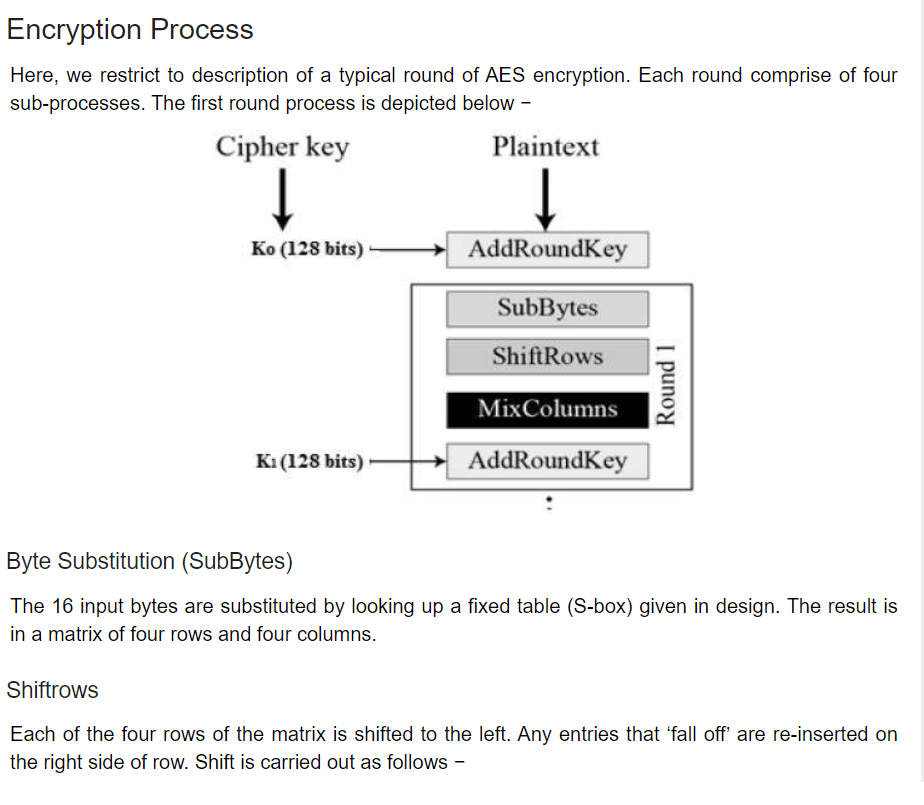 Encryption Process
Here, we restrict to description of a typical round of AES encryption. Each round comprise of four
sub-processes. The first round process is depicted below −
Cipher key
Plaintext
K0 (128 bits)
AddRoundKey
SubBytes
ShiftRows
MixColumns
Round 1
K1 (128 bits)
AddRoundKey
Byte Substitution (SubBytes)
The 16 input bytes are substituted by looking up a fixed table (S-box) given in design. The result is
in a matrix of four rows and four columns.
Shiftrows
Each of the four rows of the matrix is shifted to the left. Any entries that ‘fall off’ are re-inserted on
the right side of row. Shift is carried out as follows −